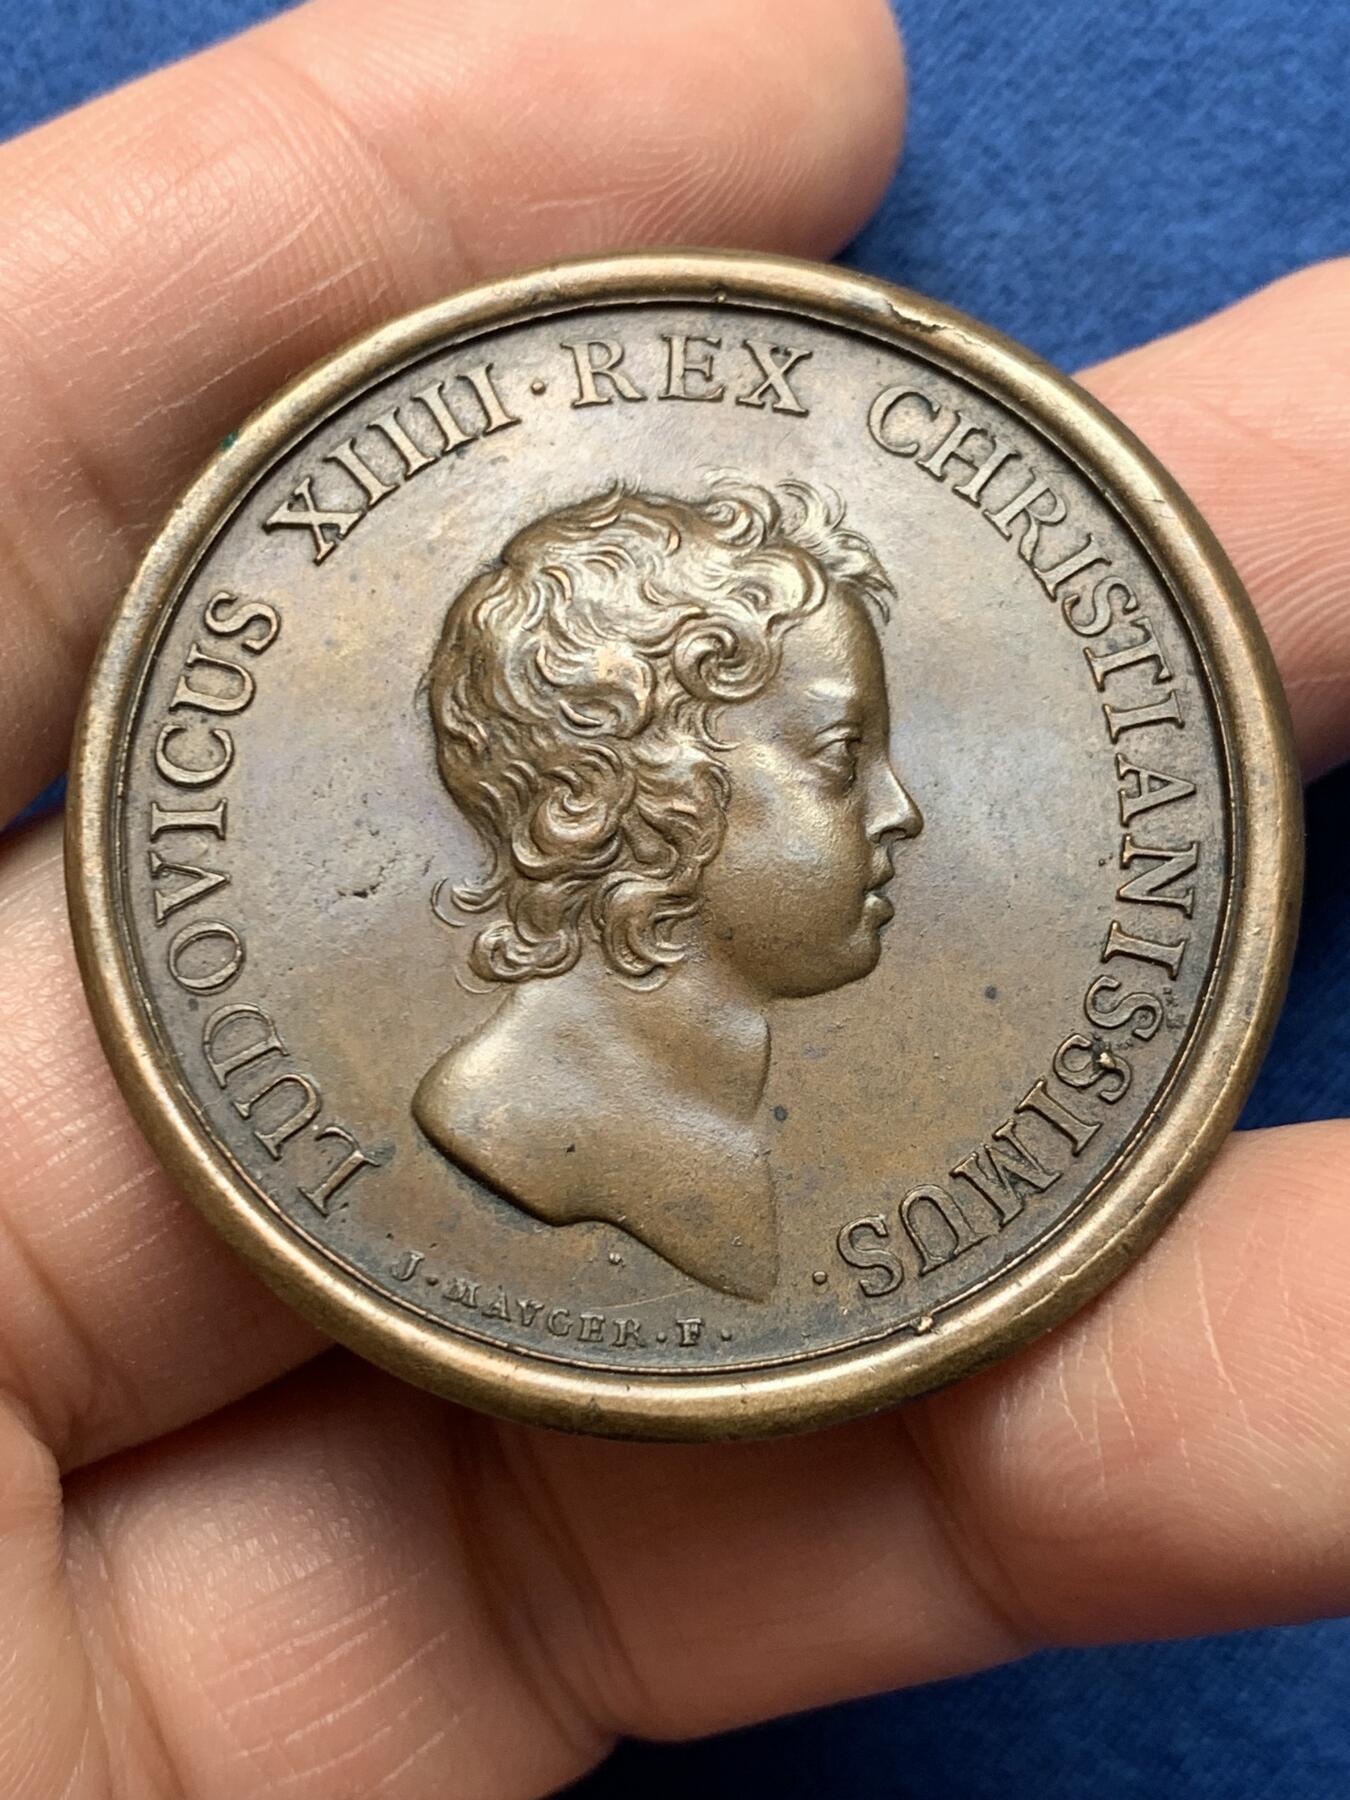 LUDOVICUS XIIII · REX CHRISTIANISSIMUS ·
J · MAVGER · F ·